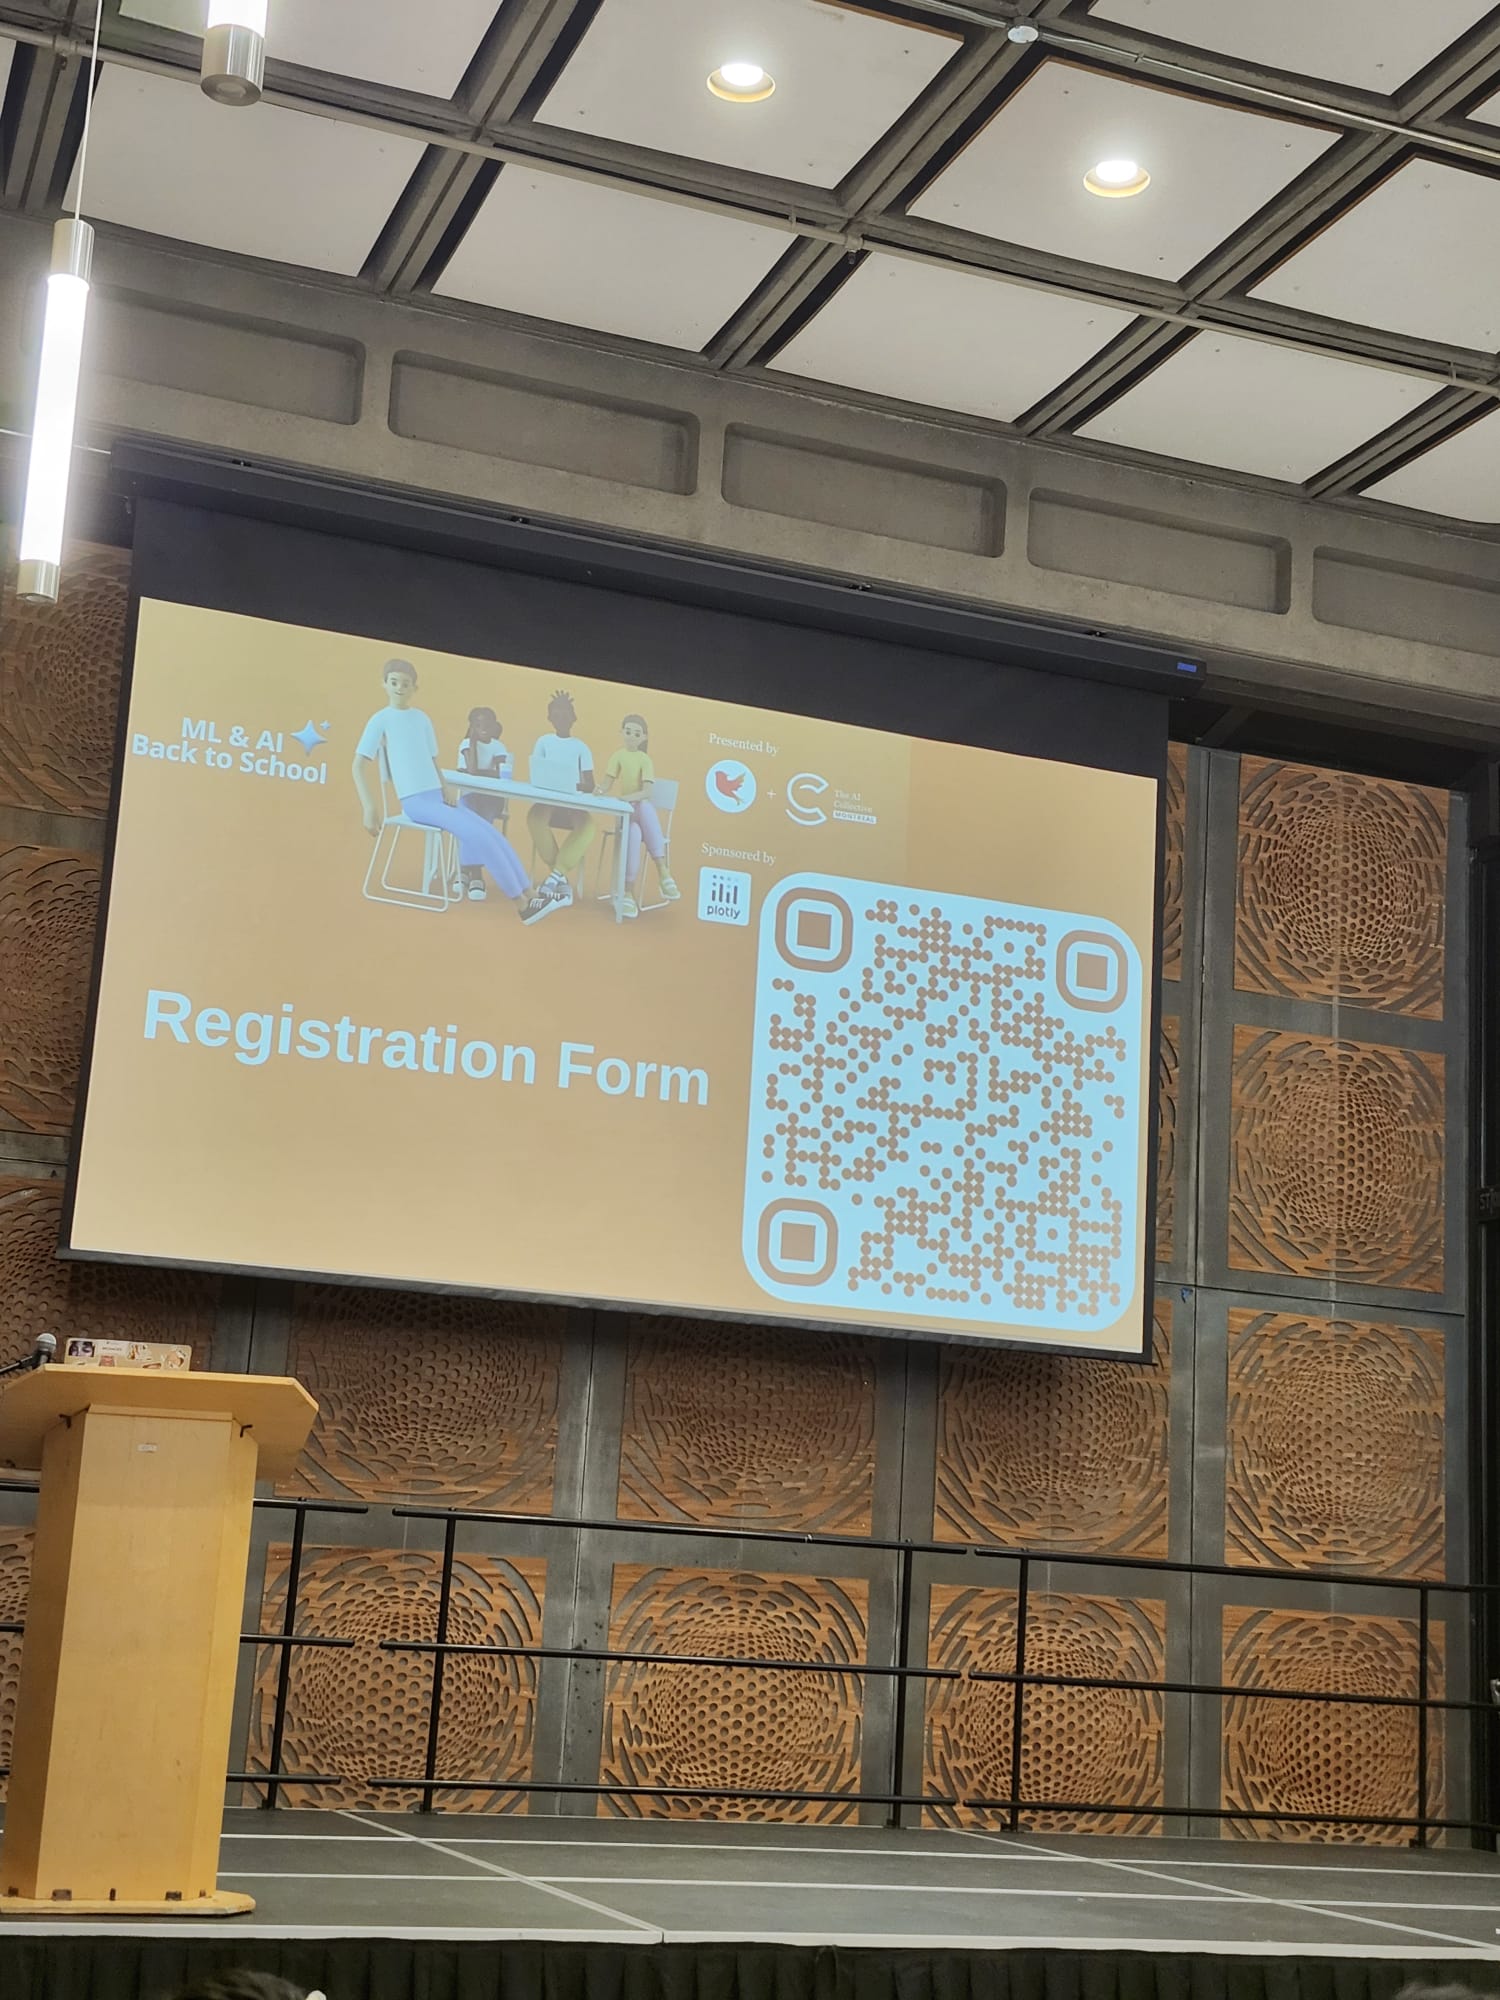 ML & AI
Back to School
Presented by
+
The AI
Collective
MONTREAL
Sponsored by
plotly
Registration Form